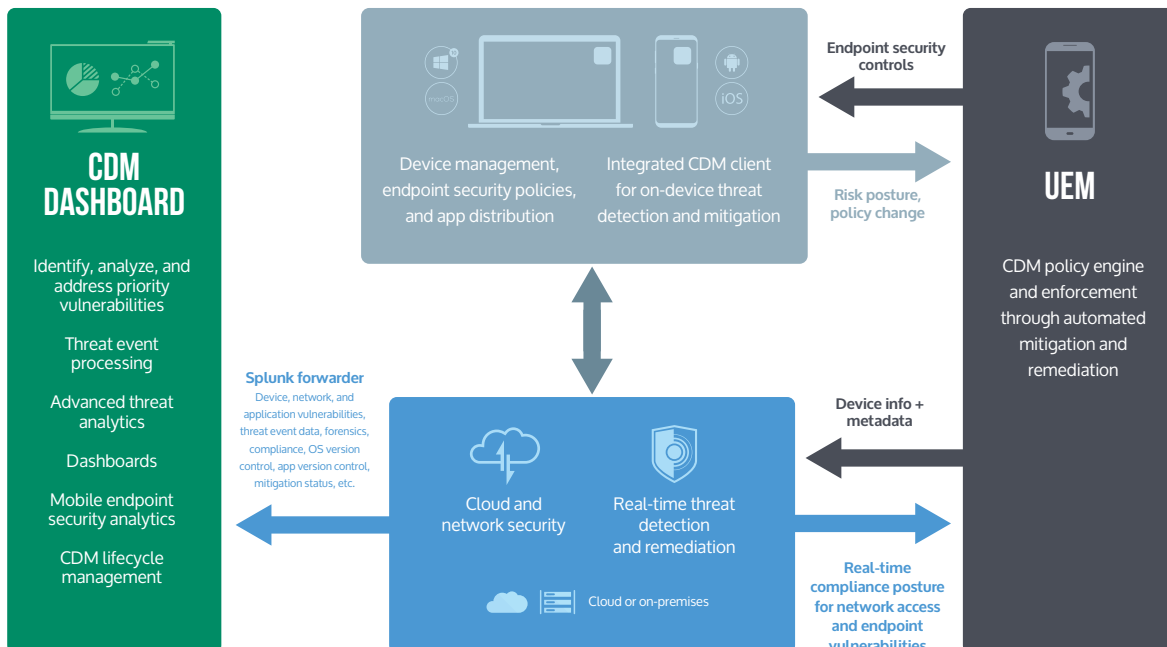 CDM
DASHBOARD
Identify, analyze, and
address priority
vulnerabilities
Threat event
processing
Advanced threat
analytics
Dashboards
Mobile endpoint
security analytics
CDM lifecycle
management
Splunk forwarder
Device, network, and
application vulnerabilities,
threat event data, forensics,
compliance, OS version
control, app version control,
mitigation status, etc.
macOS
iOS
Device management,
endpoint security policies,
and app distribution
Integrated CDM client
for on-device threat
detection and mitigation
Cloud and
network security
Real-time threat
detection
and remediation
Cloud or on-premises
Endpoint security
controls
Risk posture,
policy change
Device info +
metadata
Real-time
compliance posture
for network access
and endpoint
vulnerabilities
UEM
CDM policy engine
and enforcement
through automated
mitigation and
remediation